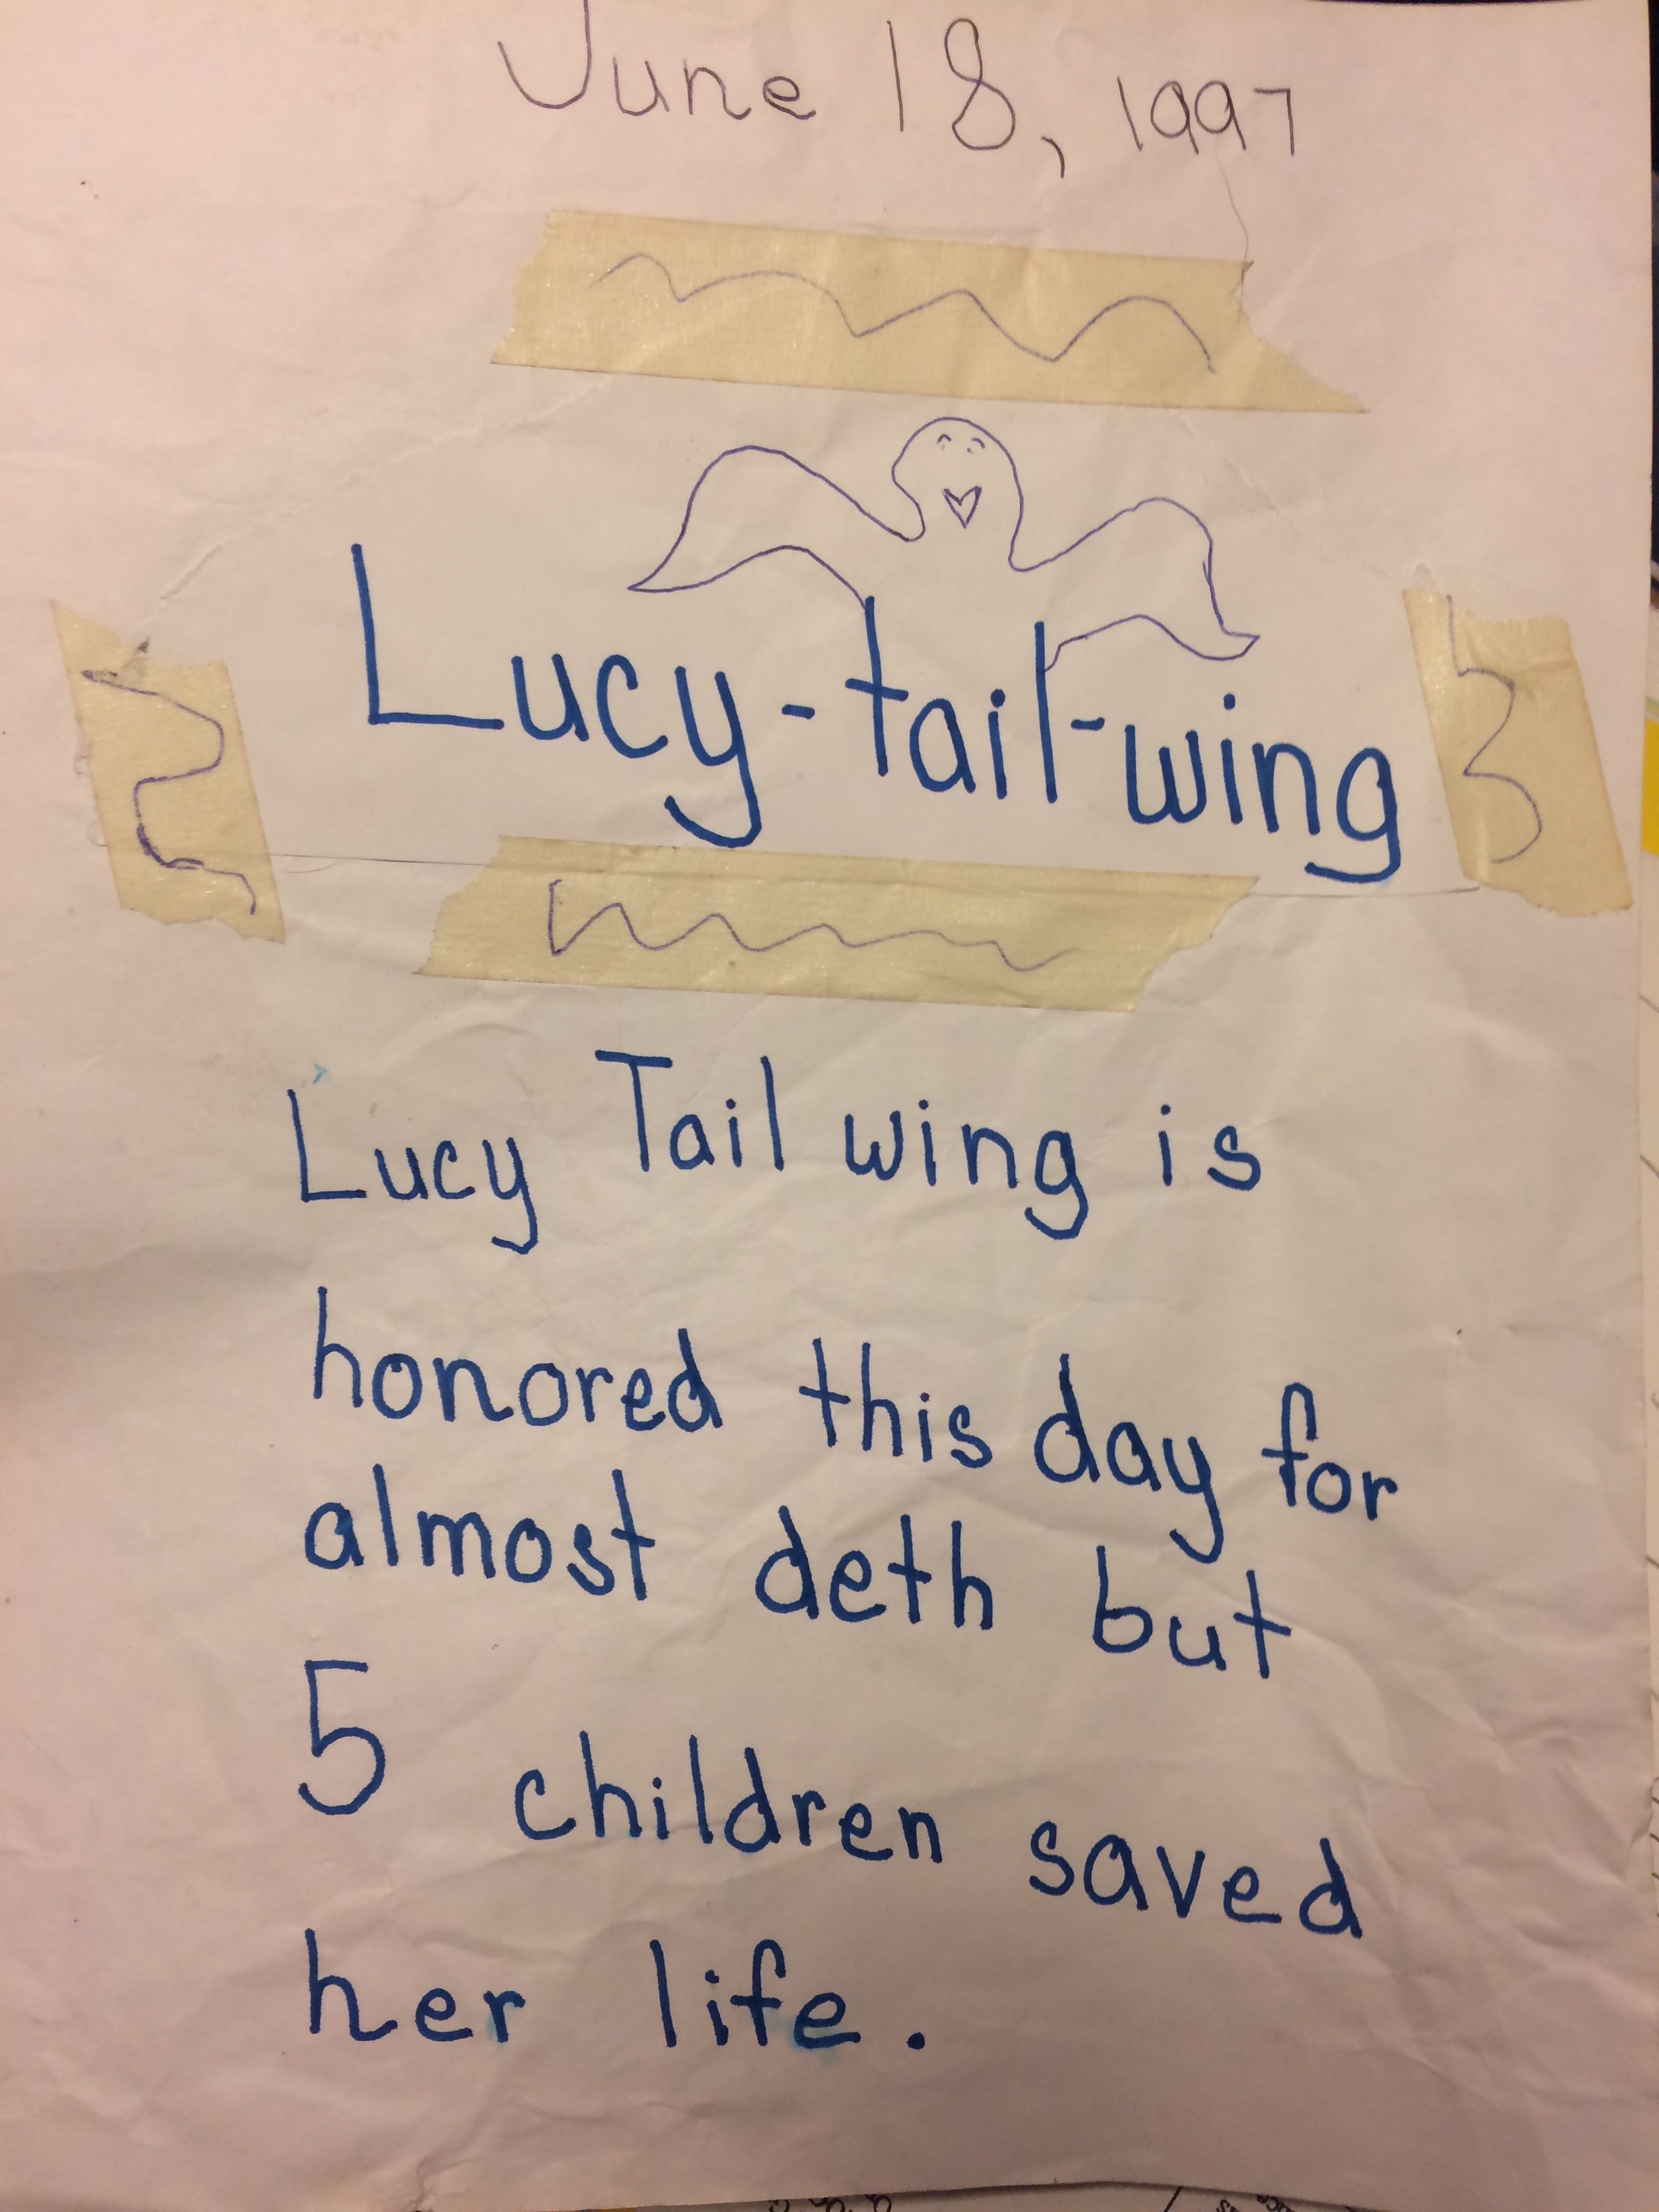 June 18, 1997
Lucy-tail-wing
Lucy Tail wing is
honored this day for
almost deth but
5 children saved
her life.